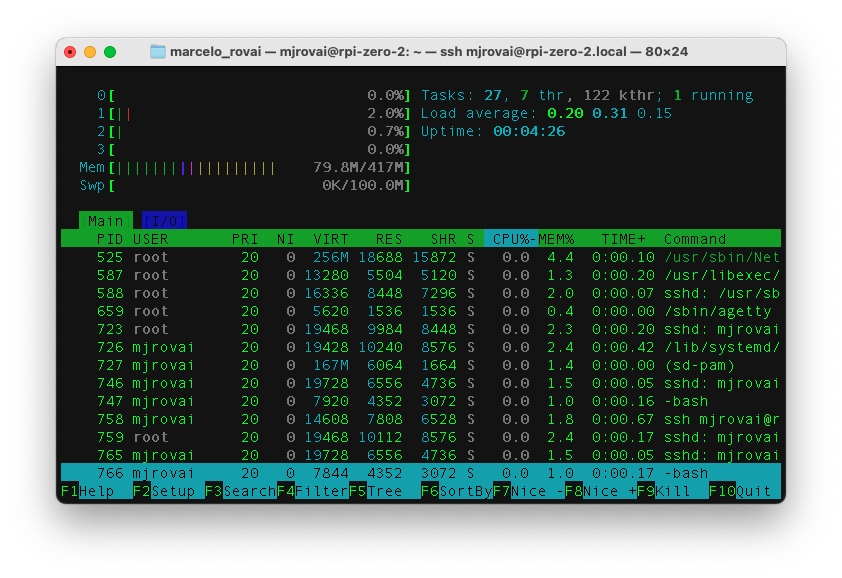 marcelo_rovai — mjrovai@rpi-zero-2: ~ — ssh mjrovai@rpi-zero-2.local — 80×24
0[ 0.0%] Tasks: 27, 7 thr, 122 kthr; 1 running
1[|| 2.0%] Load average: 0.20 0.31 0.15
2[| 0.7%] Uptime: 00:04:26
3[ 0.0%]
Mem[|||||||||||||||||| 79.8M/417M]
Swp[ 0K/100.0M]
Main [I/O]
PID USER PRI NI VIRT RES SHR S CPU%-MEM% TIME+ Command
525 root 20 0 256M 18688 15872 S 0.0 4.4 0:00.10 /usr/sbin/Net
587 root 20 0 13280 5504 5120 S 0.0 1.3 0:00.20 /usr/libexec/
588 root 20 0 16336 8448 7296 S 0.0 2.0 0:00.07 sshd: /usr/sb
659 root 20 0 5620 1536 1536 S 0.0 0.4 0:00.00 /sbin/agetty
723 root 20 0 19468 9984 8448 S 0.0 2.3 0:00.20 sshd: mjrovai
726 mjrovai 20 0 19428 10240 8576 S 0.0 2.4 0:00.42 /lib/systemd/
727 mjrovai 20 0 167M 6064 1664 S 0.0 1.4 0:00.00 (sd-pam)
746 mjrovai 20 0 19728 6556 4736 S 0.0 1.5 0:00.05 sshd: mjrovai
747 mjrovai 20 0 7920 4352 3072 S 0.0 1.0 0:00.16 -bash
758 mjrovai 20 0 14608 7808 6528 S 0.0 1.8 0:00.67 ssh mjrovai@r
759 root 20 0 19468 10112 8576 S 0.0 2.4 0:00.17 sshd: mjrovai
765 mjrovai 20 0 19728 6556 4736 S 0.0 1.5 0:00.05 sshd: mjrovai
766 mjrovai 20 0 7844 4352 3072 S 0.0 1.0 0:00.17 -bash
F1Help F2Setup F3SearchF4FilterF5Tree F6SortByF7Nice -F8Nice +F9Kill F10Quit